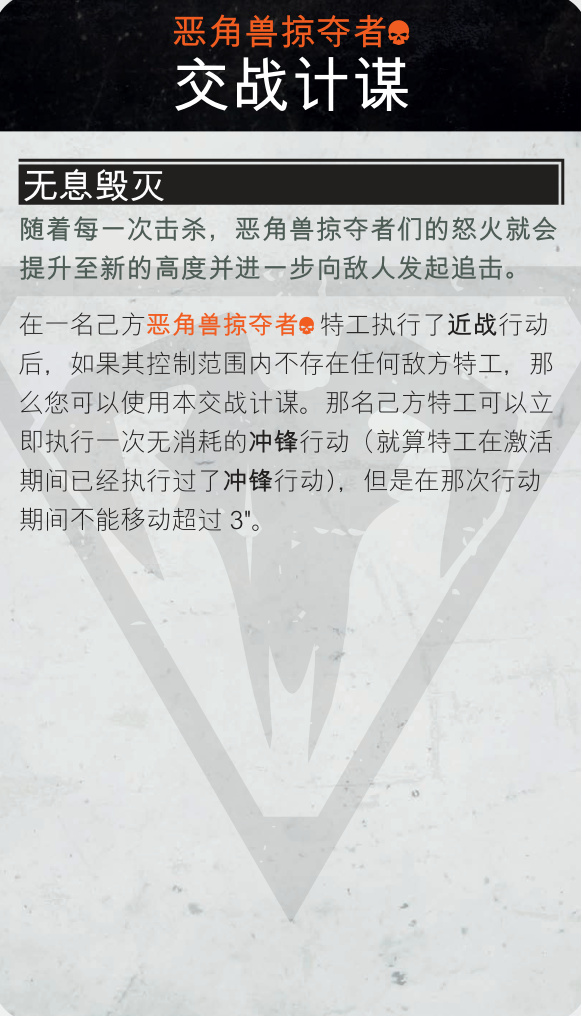 恶角兽掠夺者
交战计谋
无息毁灭
随着每一次击杀，恶角兽掠夺者们的怒火就会
提升至新的高度并进一步向敌人发起追击。
在一名己方恶角兽掠夺者特工执行了近战行动
后，如果其控制范围内不存在任何敌方特工，那
么您可以使用本交战计谋。那名己方特工可以立
即执行一次无消耗的冲锋行动（就算特工在激活
期间已经执行过了冲锋行动），但是在那次行动
期间不能移动超过 3"。